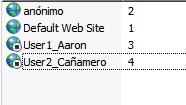 anónimo 2
Default Web Site 1
User1_Aaron 3
User2_Cañamero 4